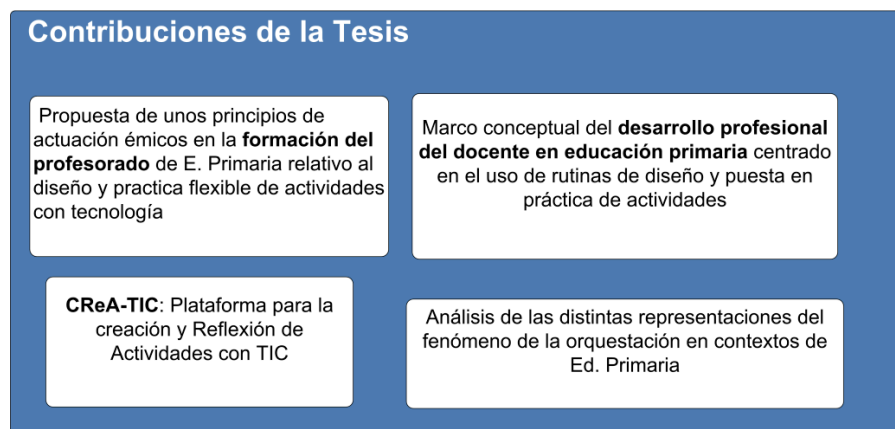 Contribuciones de la Tesis
Propuesta de unos principios de
actuación émicos en la formación del
profesorado de E. Primaria relativo al
diseño y practica flexible de actividades
con tecnología
Marco conceptual del desarrollo profesional
del docente en educación primaria centrado
en el uso de rutinas de diseño y puesta en
práctica de actividades
CReA-TIC: Plataforma para la
creación y Reflexión de
Actividades con TIC
Análisis de las distintas representaciones del
fenómeno de la orquestación en contextos de
Ed. Primaria